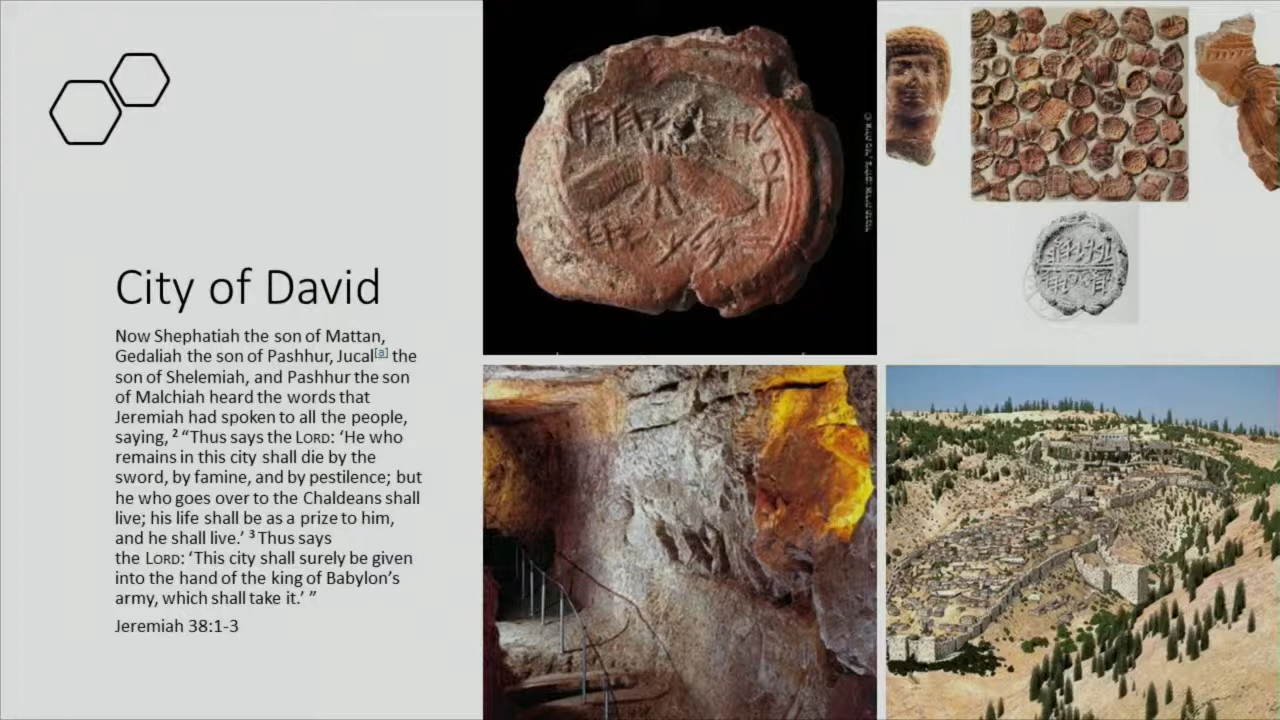 City of David
Now Shephatiah the son of Mattan,
Gedaliah the son of Pashhur, Jucal[a] the
son of Shelemiah, and Pashhur the son
of Malchiah heard the words that
Jeremiah had spoken to all the people,
saying, ² “Thus says the LORD: ‘He who
remains in this city shall die by the
sword, by famine, and by pestilence; but
he who goes over to the Chaldeans shall
live; his life shall be as a prize to him,
and he shall live.’ ³ Thus says
the LORD: ‘This city shall surely be given
into the hand of the king of Babylon’s
army, which shall take it.’ ”
Jeremiah 38:1-3